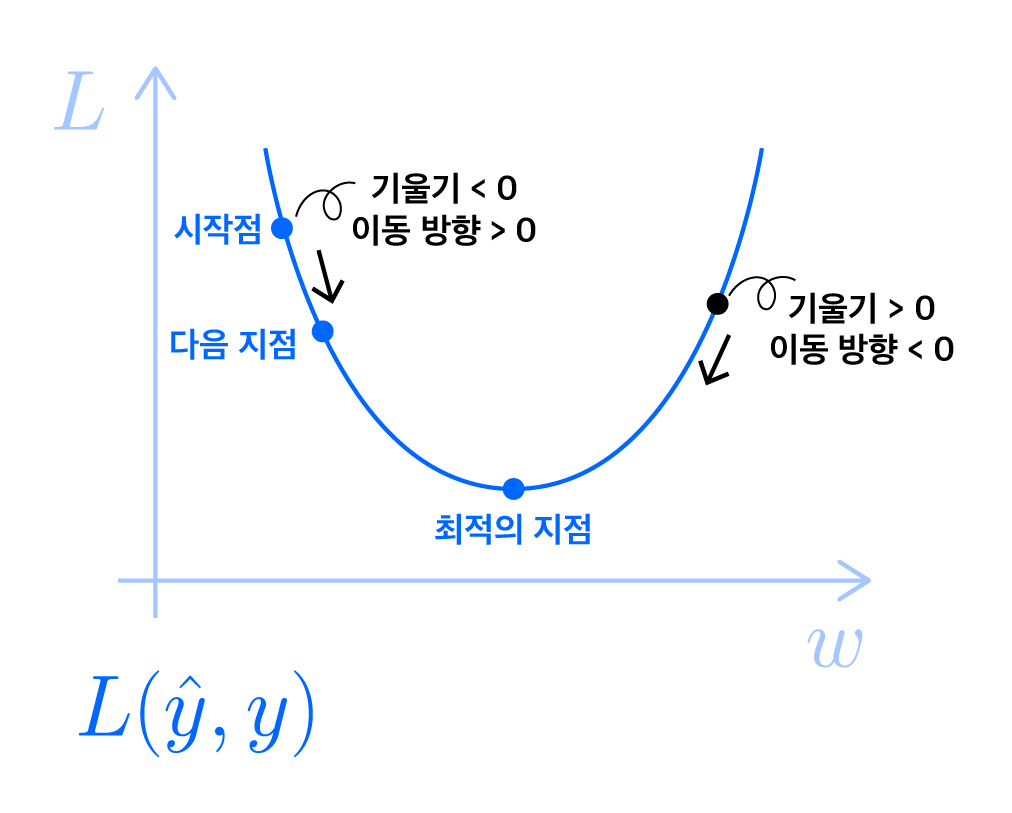 L
기울기 < 0
이동 방향 > 0
시작점
다음 지점
기울기 > 0
이동 방향 < 0
최적의 지점
w
L(ŷ, y)